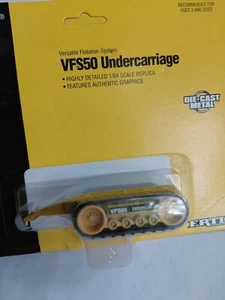 RECOMMENDED FOR
AGES 3 AND OVER
Versatile Flotation System
VFS50 Undercarriage
• HIGHLY DETAILED 1:64 SCALE REPLICA
• FEATURES AUTHENTIC GRAPHICS
DIE-CAST
METAL
VFS50 UNDERCARRIAGE
ERTL